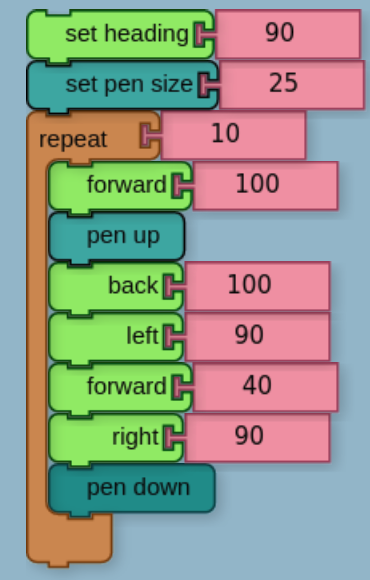 set heading 90
set pen size 25
repeat 10
forward 100
pen up
back 100
left 90
forward 40
right 90
pen down